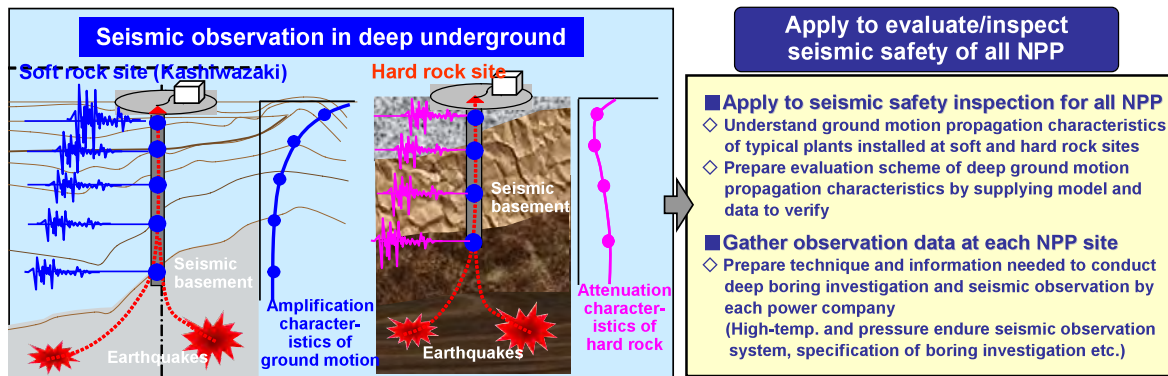 Seismic observation in deep underground
Soft rock site (Kashiwazaki)
Hard rock site
Seismic
basement
Earthquakes
Amplification
character-
istics of
ground motion
Seismic
basement
Earthquakes
Attenuation
character-
istics of
hard rock
Apply to evaluate/inspect
seismic safety of all NPP
■Apply to seismic safety inspection for all NPP
◇ Understand ground motion propagation characteristics
of typical plants installed at soft and hard rock sites
◇ Prepare evaluation scheme of deep ground motion
propagation characteristics by supplying model and
data to verify
■Gather observation data at each NPP site
◇ Prepare technique and information needed to conduct
deep boring investigation and seismic observation by
each power company
(High-temp. and pressure endure seismic observation
system, specification of boring investigation etc.)